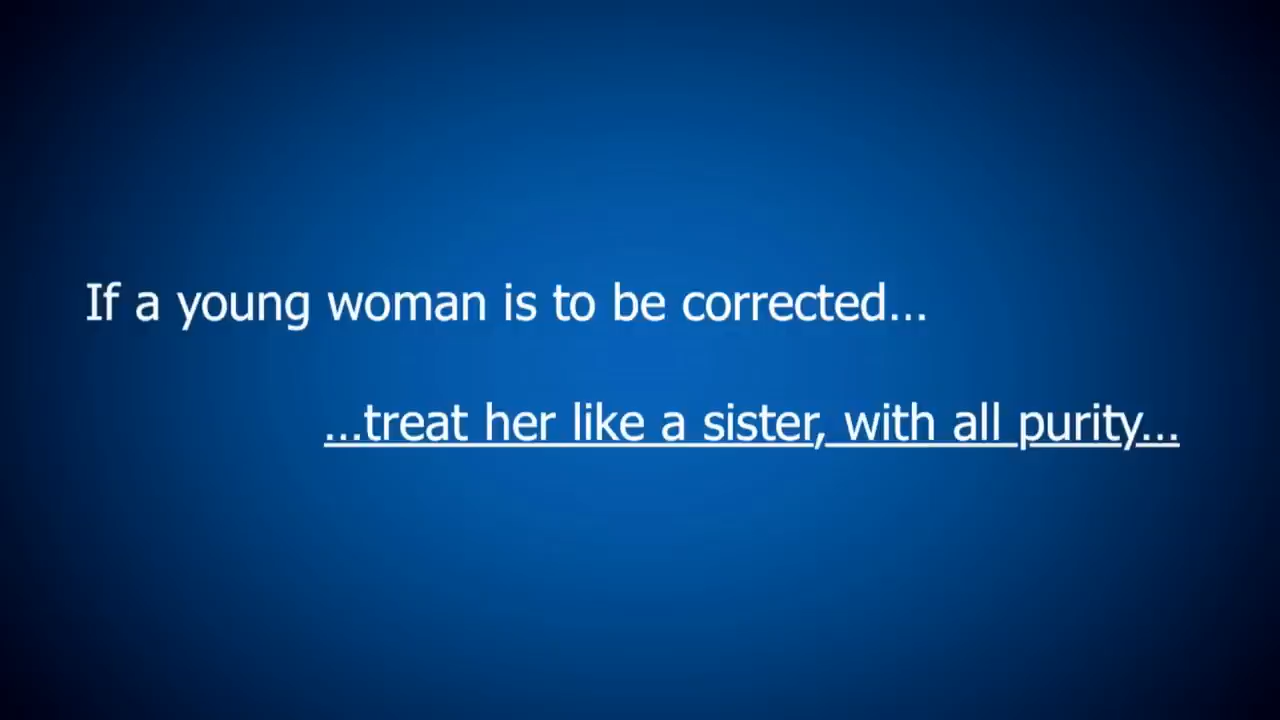 If a young woman is to be corrected...
...treat her like a sister, with all purity...